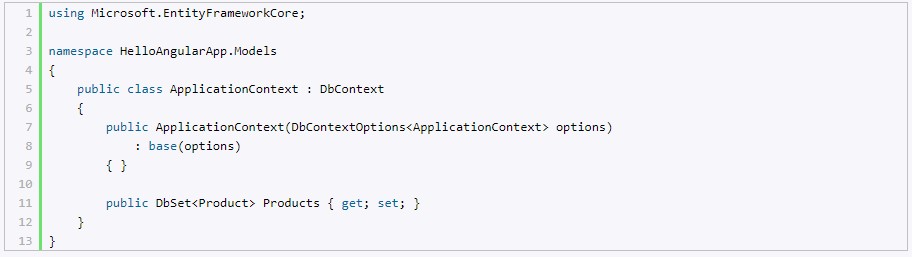 1 using Microsoft.EntityFrameworkCore;
2
3 namespace HelloAngularApp.Models
4 {
5     public class ApplicationContext : DbContext
6     {
7         public ApplicationContext(DbContextOptions<ApplicationContext> options)
8             : base(options)
9         { }
10
11         public DbSet<Product> Products { get; set; }
12     }
13 }